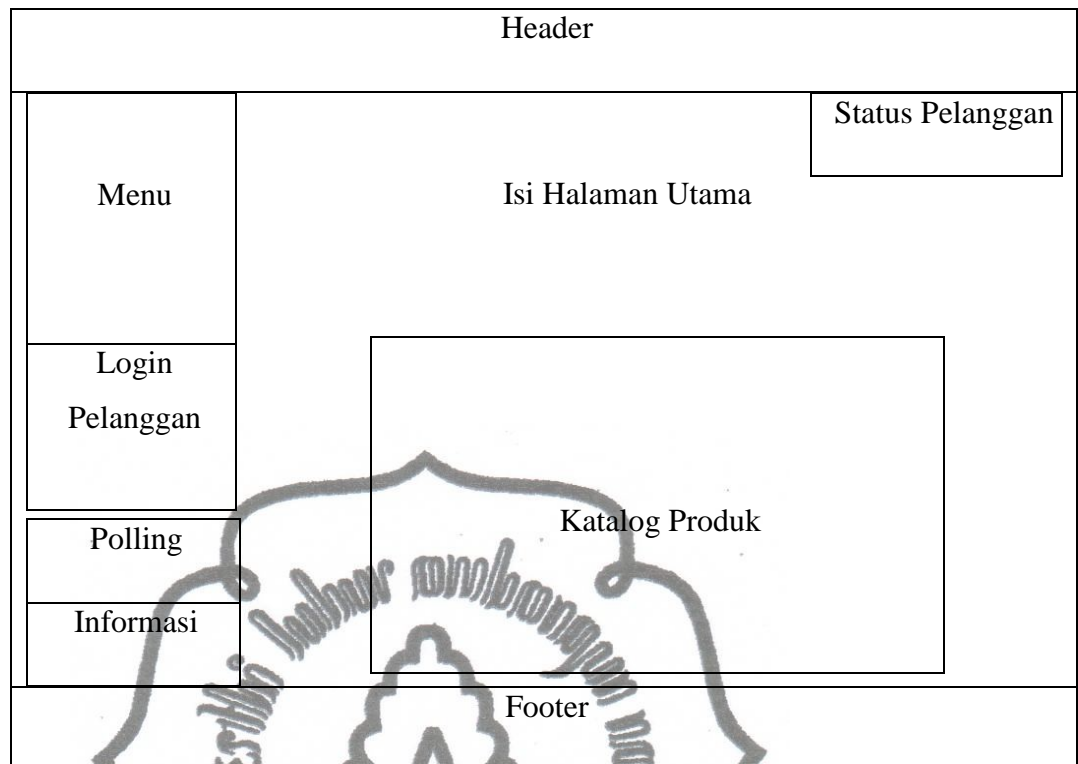 Header
Status Pelanggan
Menu
Isi Halaman Utama
Login
Pelanggan
Katalog Produk
Polling
Informasi
Footer